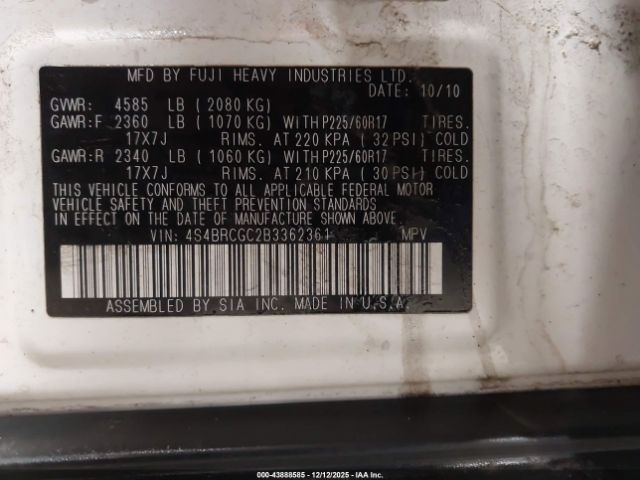 MFD BY FUJI HEAVY INDUSTRIES LTD.
DATE: 10/10
GVWR: 4585 LB (2080 KG)
GAWR:F 2360 LB (1070 KG) WITH P225/60R17 TIRES.
17X7J RIMS. AT 220 KPA (32 PSI) COLD
GAWR:R 2340 LB (1060 KG) WITH P225/60R17 TIRES.
17X7J RIMS. AT 210 KPA (30 PSI) COLD
THIS VEHICLE CONFORMS TO ALL APPLICABLE FEDERAL MOTOR
VEHICLE SAFETY AND THEFT PREVENTION STANDARDS
IN EFFECT ON THE DATE OF MANUFACTURE SHOWN ABOVE.
VIN: 4S4BRCGC2B3362361 MPV
ASSEMBLED BY SIA INC. MADE IN U.S.A.
000-43888585 - 12/12/2025 - IAA Inc.